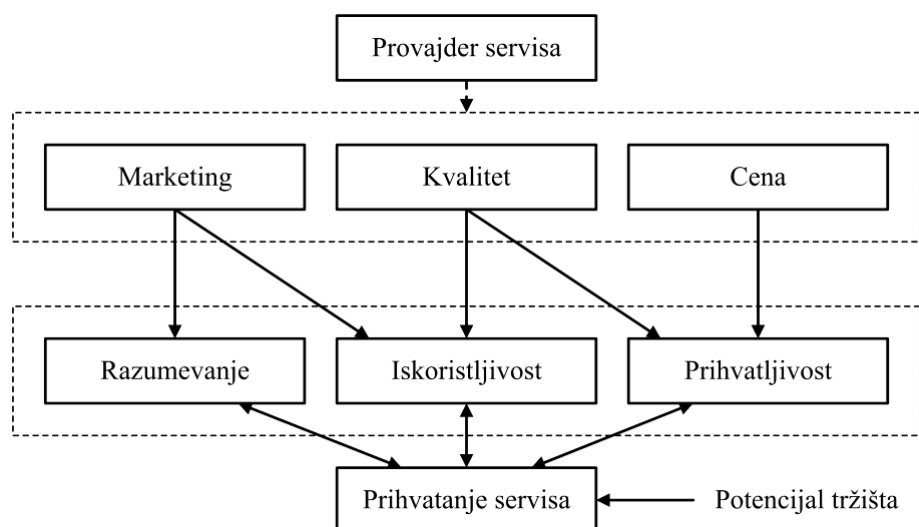 Provajder servisa
Marketing
Kvalitet
Cena
Razumevanje
Iskoristljivost
Prihvatljivost
Prihvatanje servisa
Potencijal tržišta